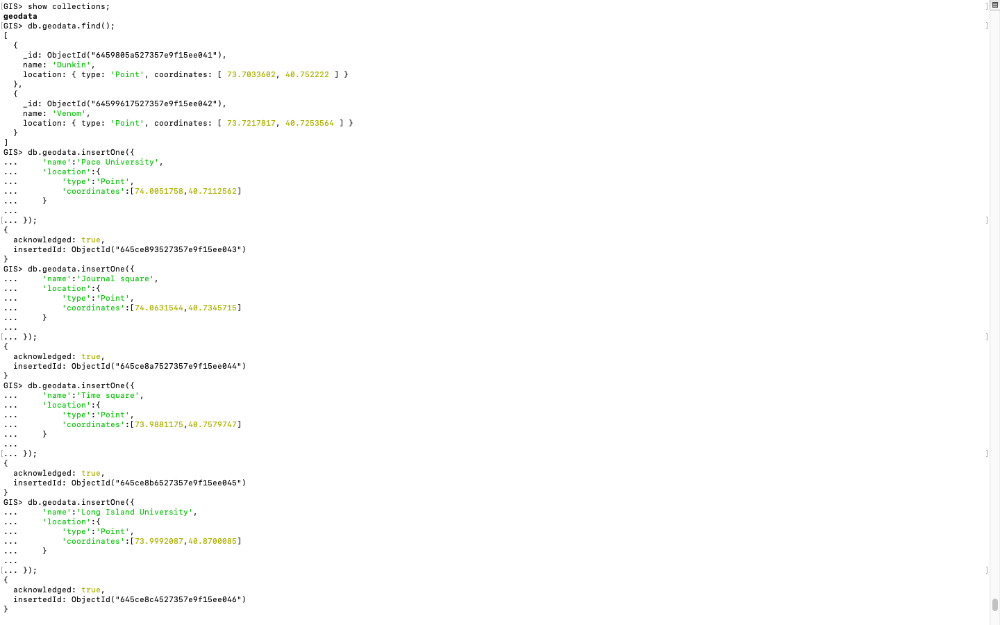 [GIS> show collections; ]
geodata
[GIS> db.geodata.find(); ]
[
  {
    _id: ObjectId("6459805a527357e9f15ee041"),
    name: 'Dunkin',
    location: { type: 'Point', coordinates: [ 73.7033602, 40.752222 ] }
  },
  {
    _id: ObjectId("64599617527357e9f15ee042"),
    name: 'Venom',
    location: { type: 'Point', coordinates: [ 73.7217817, 40.7253564 ] }
  }
]
GIS> db.geodata.insertOne({
...     'name':'Pace University',
...     'location':{
...         'type':'Point',
...         'coordinates':[74.0051758,40.7112562]
...     }
...
[... }); ]
{
  acknowledged: true,
  insertedId: ObjectId("645ce893527357e9f15ee043")
}
GIS> db.geodata.insertOne({
...     'name':'Journal square',
...     'location':{
...         'type':'Point',
...         'coordinates':[74.0631544,40.7345715]
...     }
...
[... }); ]
{
  acknowledged: true,
  insertedId: ObjectId("645ce8a7527357e9f15ee044")
}
GIS> db.geodata.insertOne({
...     'name':'Time square',
...     'location':{
...         'type':'Point',
...         'coordinates':[73.9881175,40.7579747]
...     }
...
[... }); ]
{
  acknowledged: true,
  insertedId: ObjectId("645ce8b6527357e9f15ee045")
}
GIS> db.geodata.insertOne({
...     'name':'Long Island University',
...     'location':{
...         'type':'Point',
...         'coordinates':[73.9992087,40.8700085]
...     }
...
[... }); ]
{
  acknowledged: true,
  insertedId: ObjectId("645ce8c4527357e9f15ee046")
}